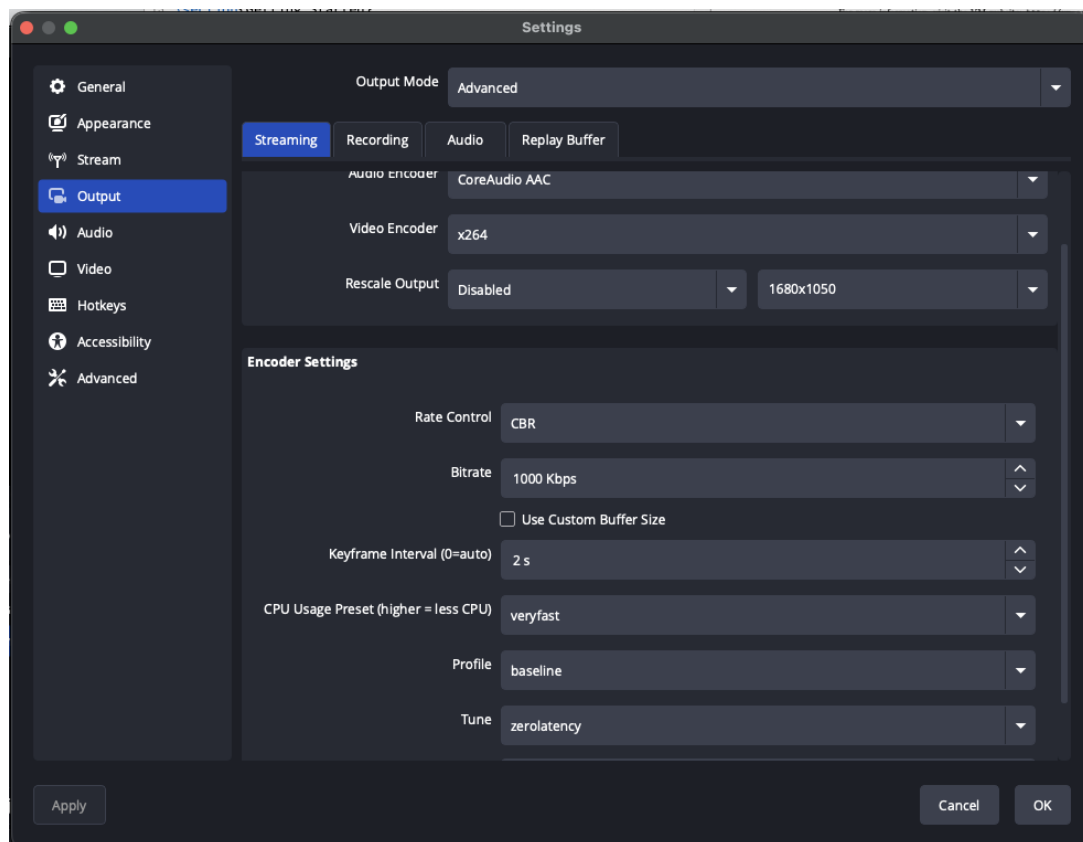 Settings
General
Appearance
Stream
Output
Audio
Video
Hotkeys
Accessibility
Advanced
Output Mode
Advanced
Streaming
Recording
Audio
Replay Buffer
Audio Encoder
CoreAudio AAC
Video Encoder
x264
Rescale Output
Disabled
1680x1050
Encoder Settings
Rate Control
CBR
Bitrate
1000 Kbps
Use Custom Buffer Size
Keyframe Interval (0=auto)
2 s
CPU Usage Preset (higher = less CPU)
veryfast
Profile
baseline
Tune
zerolatency
Apply
Cancel
OK